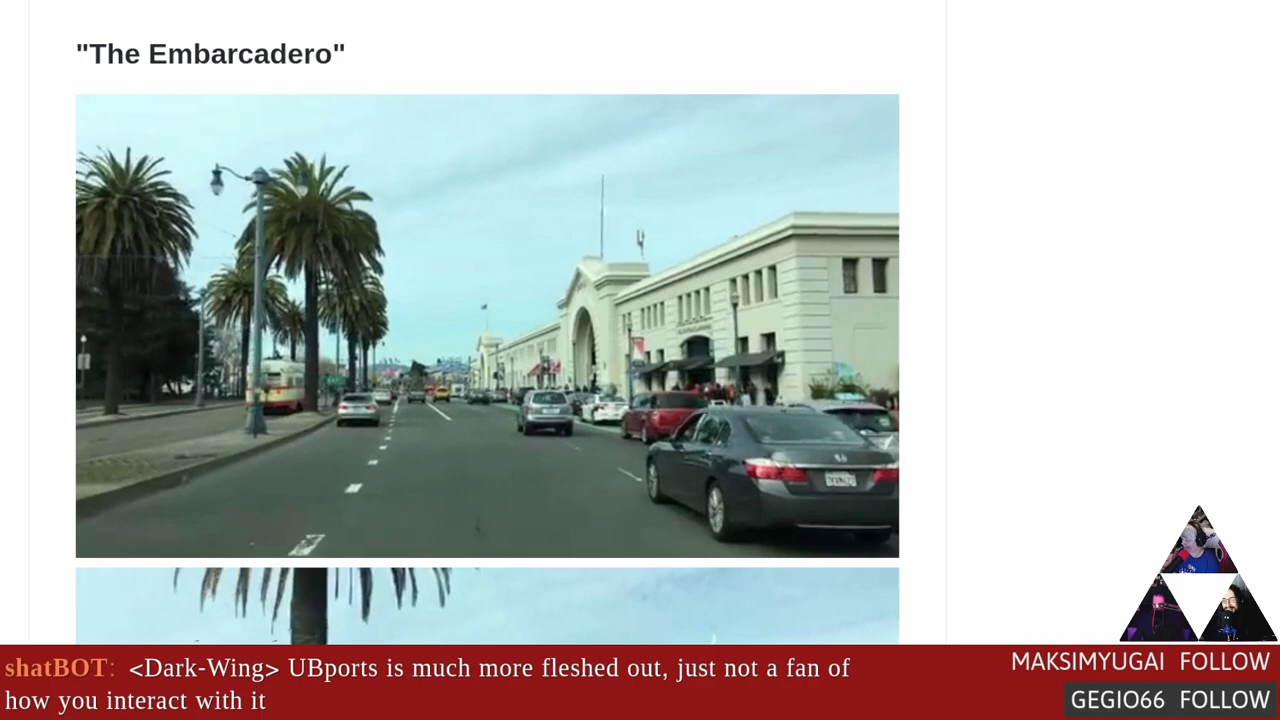 "The Embarcadero"
shatBOT: <Dark-Wing> UBports is much more fleshed out, just not a fan of
how you interact with it
MAKSIMYUGAI FOLLOW
GEGIO66 FOLLOW